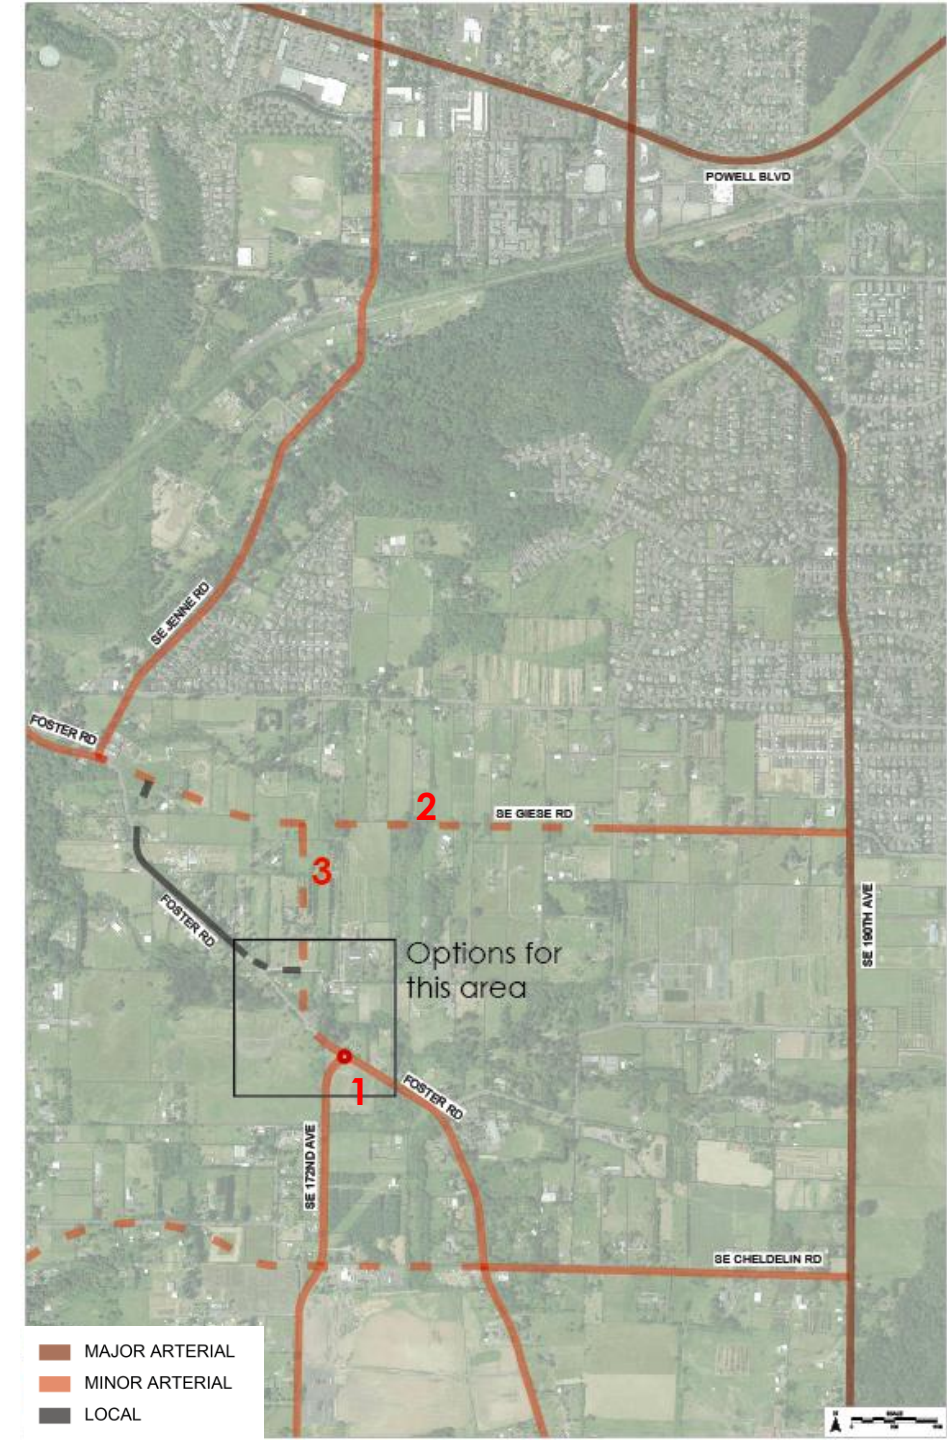 POWELL BLVD
SE JENNE RD
FOSTER RD
2
SE GIESE RD
3
FOSTER RD
SE 190TH AVE
Options for
this area
1
FOSTER RD
SE 172ND AVE
SE CHELDELIN RD
MAJOR ARTERIAL
MINOR ARTERIAL
LOCAL